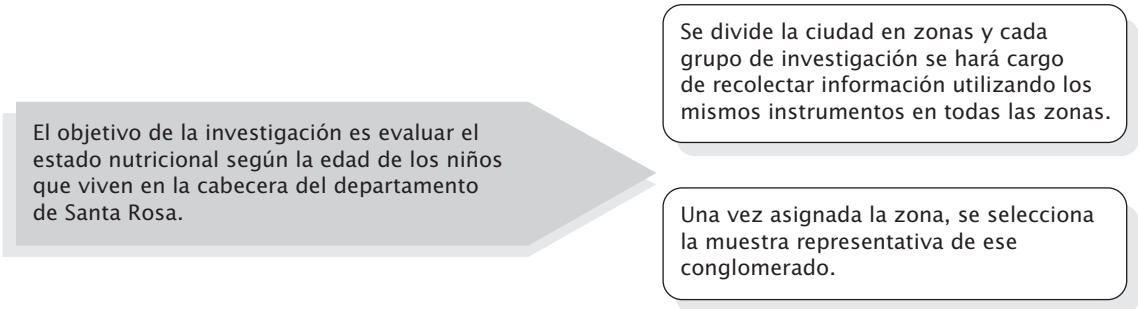 El objetivo de la investigación es evaluar el
estado nutricional según la edad de los niños
que viven en la cabecera del departamento
de Santa Rosa.
Se divide la ciudad en zonas y cada
grupo de investigación se hará cargo
de recolectar información utilizando los
mismos instrumentos en todas las zonas.
Una vez asignada la zona, se selecciona
la muestra representativa de ese
conglomerado.